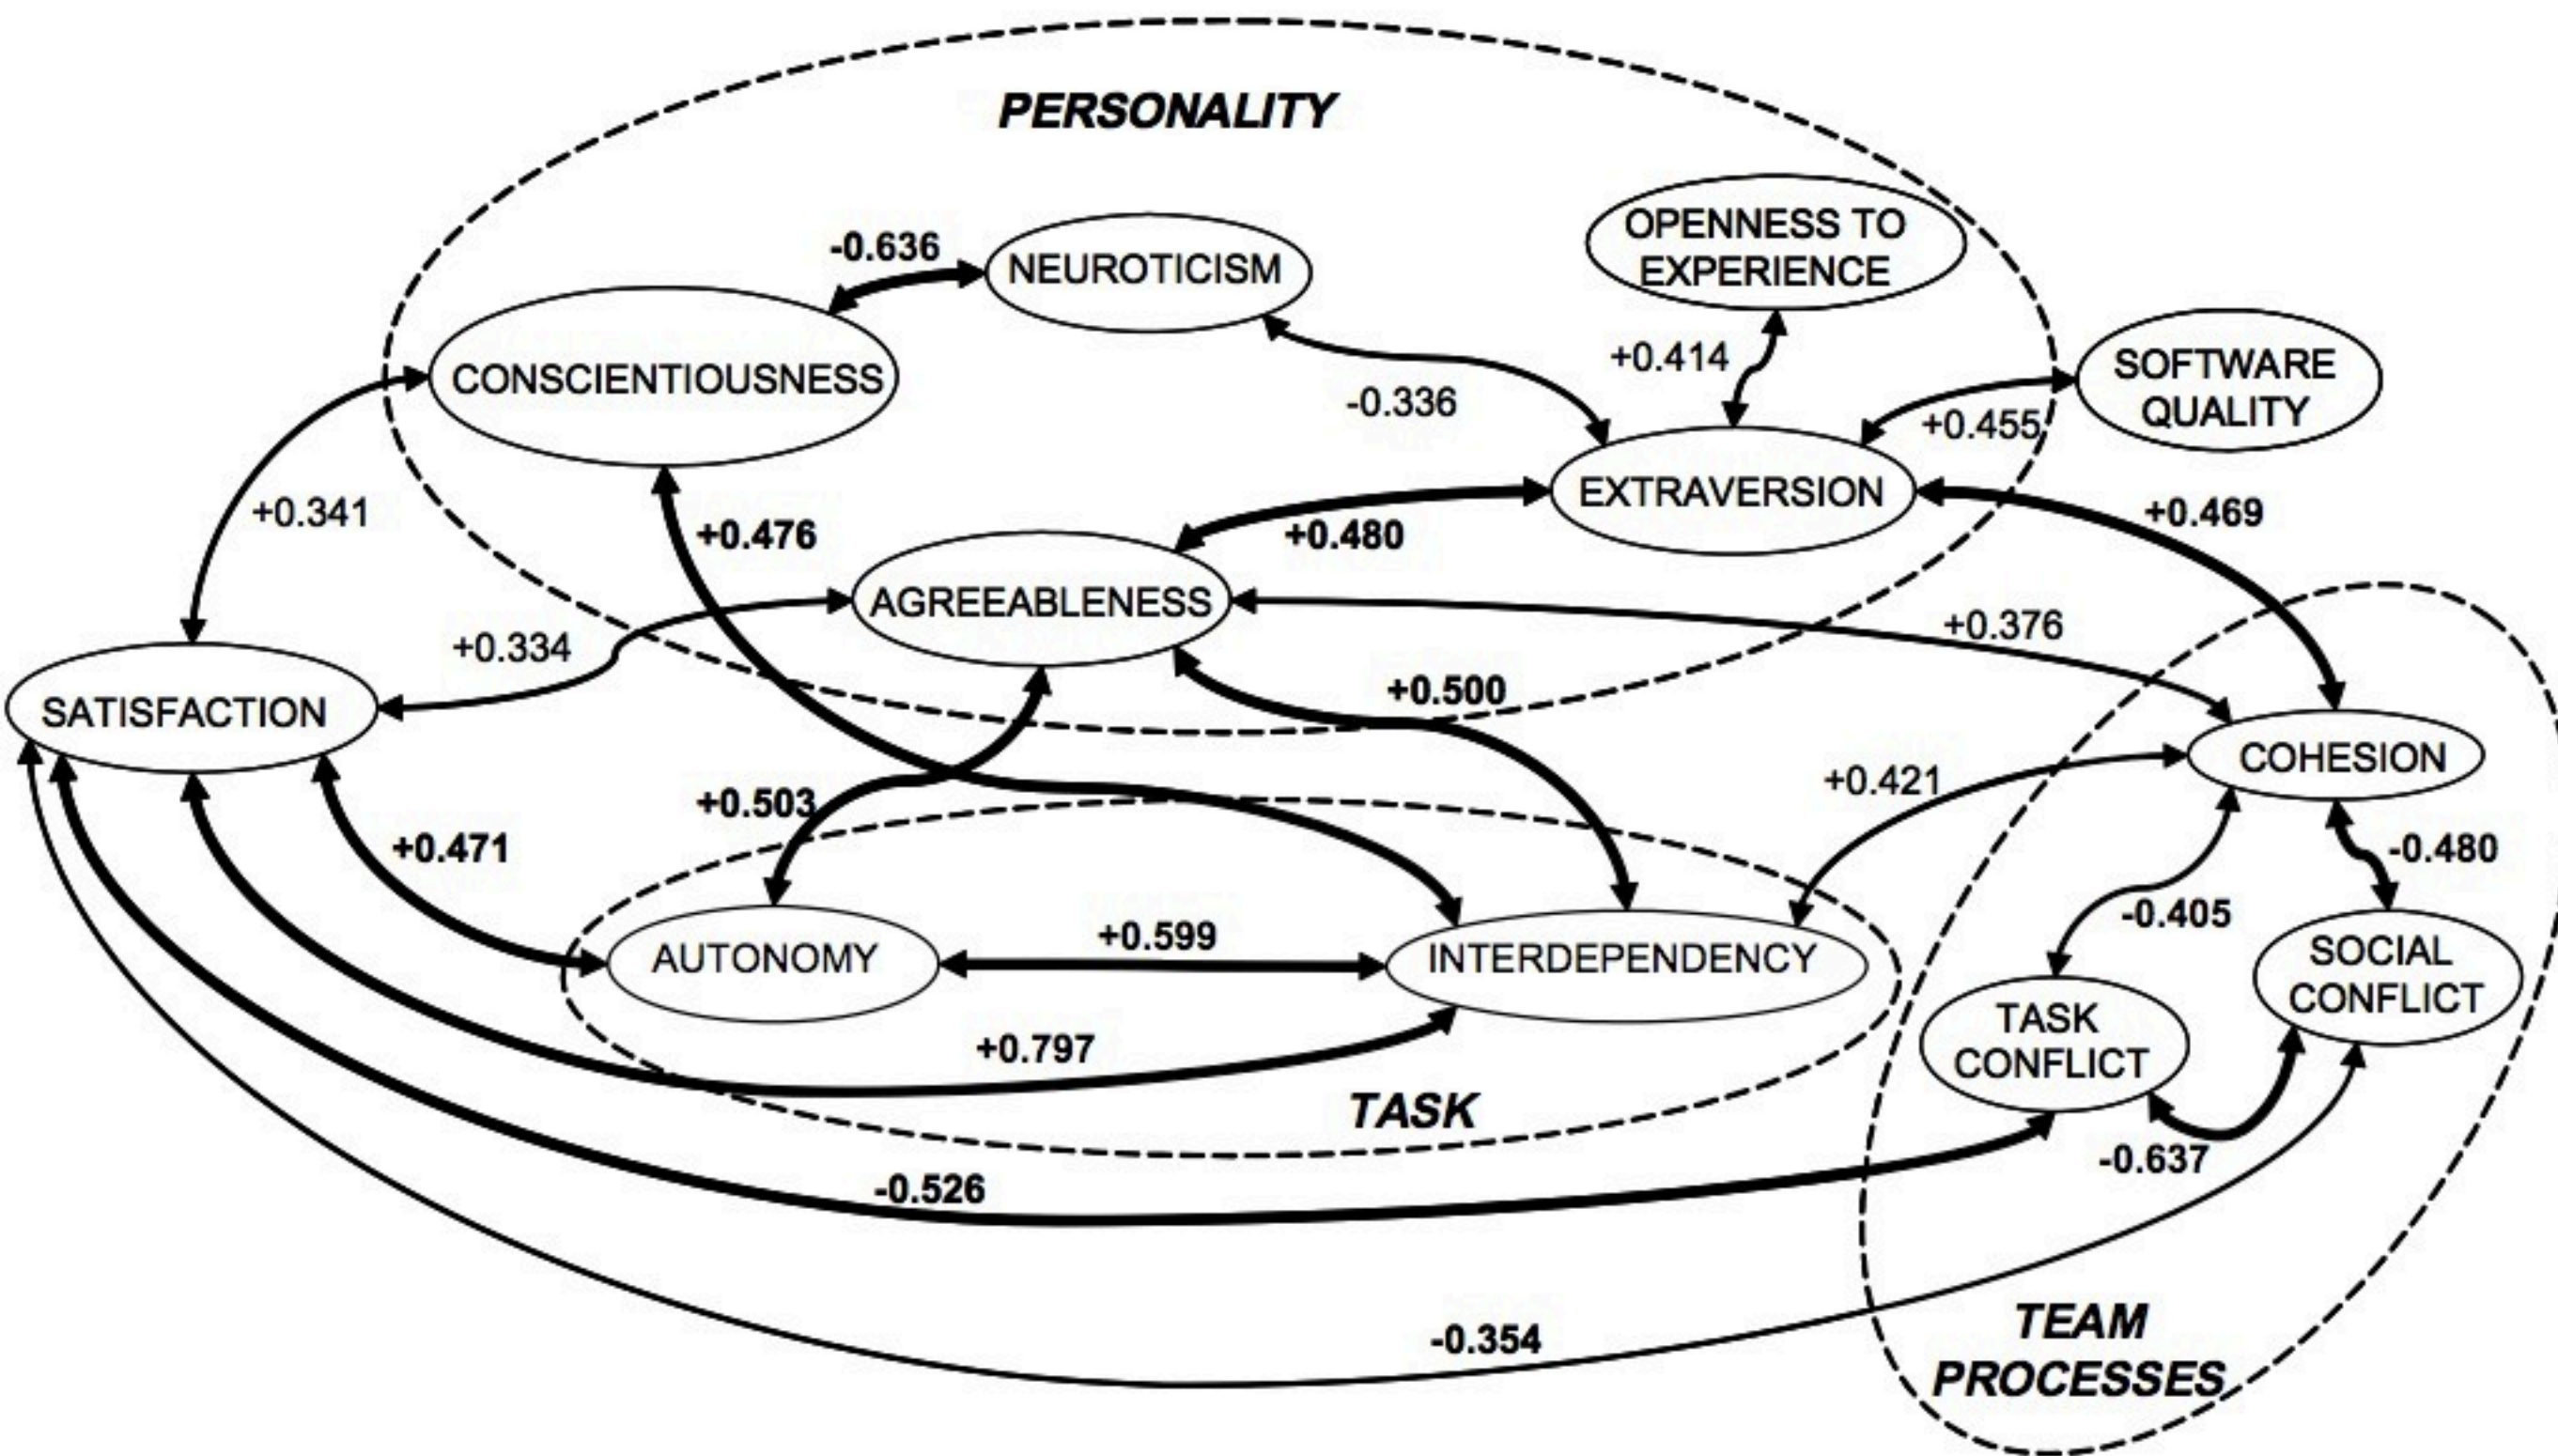 PERSONALITY
OPENNESS TO
EXPERIENCE
-0.636
NEUROTICISM
+0.414
SOFTWARE
QUALITY
CONSCIENTIOUSNESS
-0.336
+0.455
EXTRAVERSION
+0.341
+0.476
+0.480
+0.469
AGREEABLENESS
+0.376
+0.334
+0.500
SATISFACTION
COHESION
+0.421
+0.503
+0.471
-0.480
-0.405
+0.599
AUTONOMY
INTERDEPENDENCY
SOCIAL
CONFLICT
TASK
CONFLICT
+0.797
TASK
-0.637
-0.526
-0.354
TEAM
PROCESSES